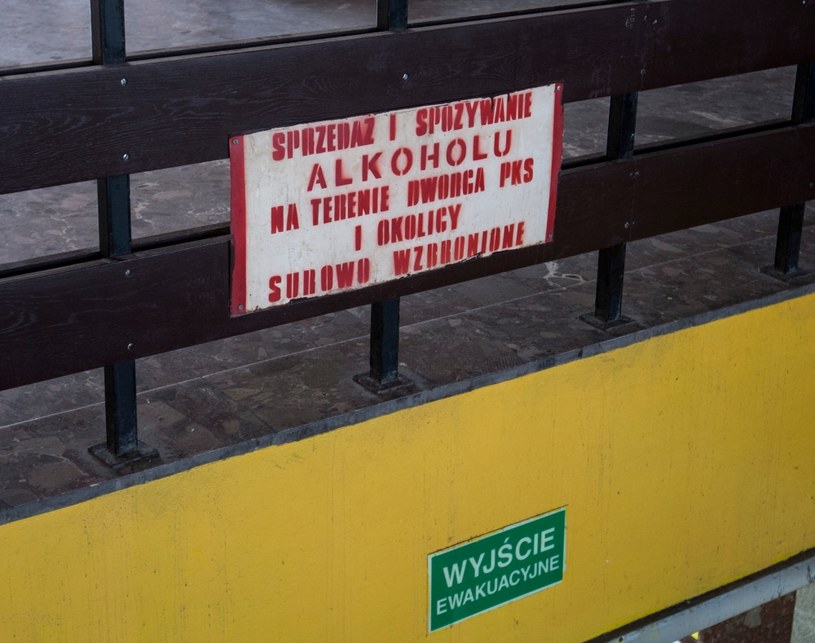 SPRZEDAŻ I SPOŻYWANIE
ALKOHOLU
NA TERENIE DWORCA PKS
I OKOLICY
SUROWO WZBRONIONE
WYJŚCIE
EWAKUACYJNE